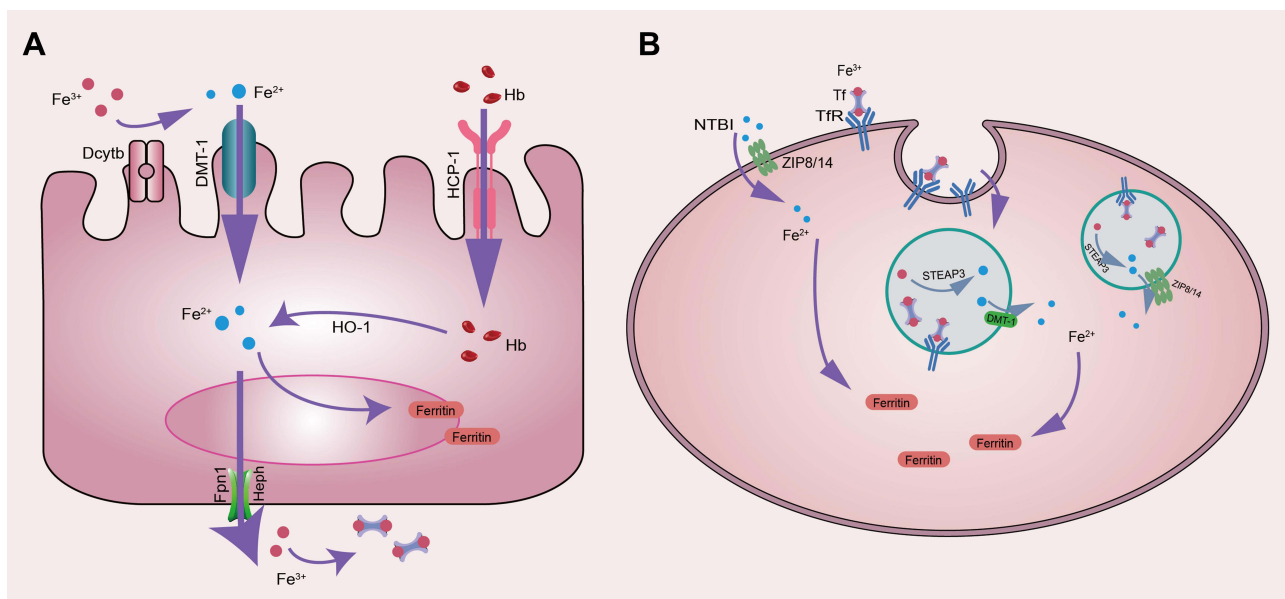 A
Fe³⁺
Fe²⁺
Hb
Dcytb
DMT-1
HCP-1
Fe²⁺
HO-1
Hb
Ferritin
Ferritin
Fpn1
Heph
Fe³⁺
B
Fe³⁺
Tf
TfR
NTBI
ZIP8/14
Fe²⁺
STEAP3
DMT-1
STEAP3
ZIP8/14
Fe²⁺
Ferritin
Ferritin
Ferritin